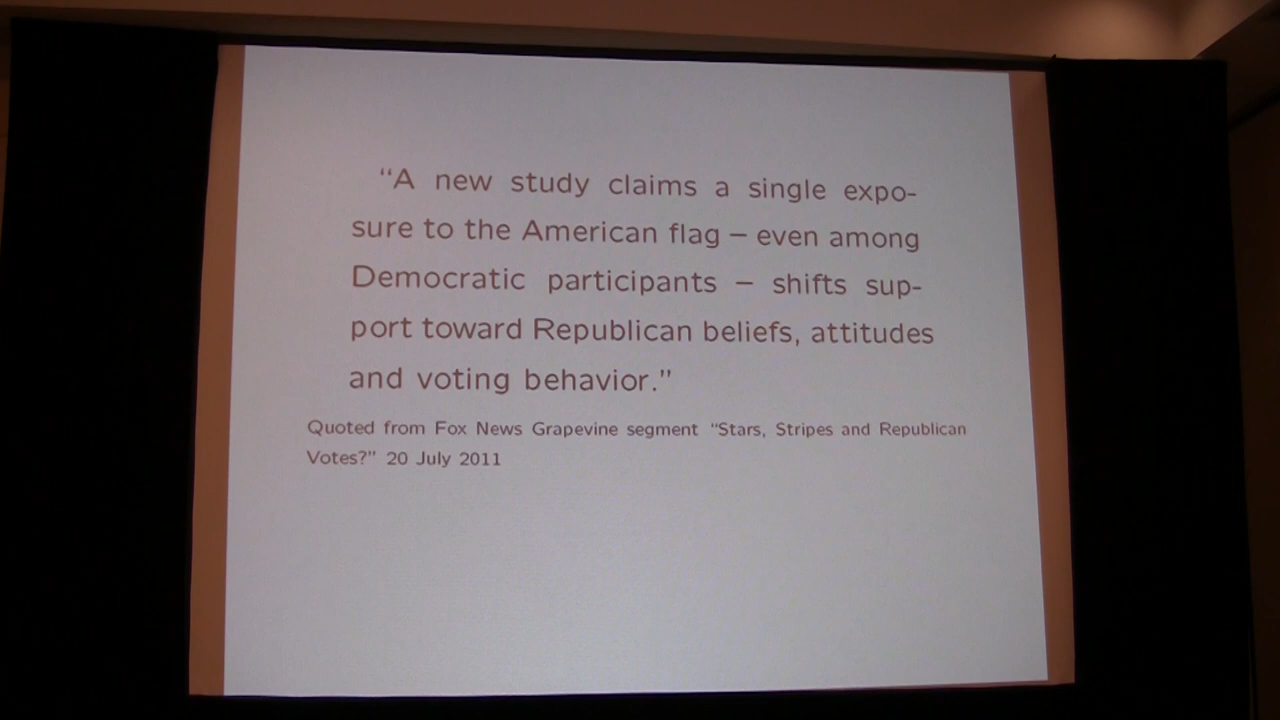 “A new study claims a single expo-
sure to the American flag – even among
Democratic participants – shifts sup-
port toward Republican beliefs, attitudes
and voting behavior.”
Quoted from Fox News Grapevine segment “Stars, Stripes and Republican
Votes?” 20 July 2011